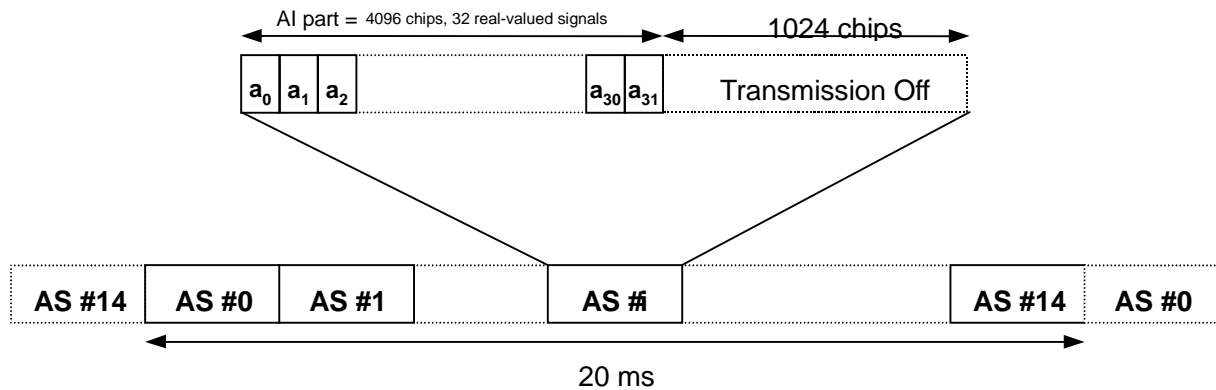 AI part = 4096 chips, 32 real-valued signals
1024 chips
a0 a1 a2 a30 a31 Transmission Off
AS #14 AS #0 AS #1 AS #i AS #14 AS #0
20 ms